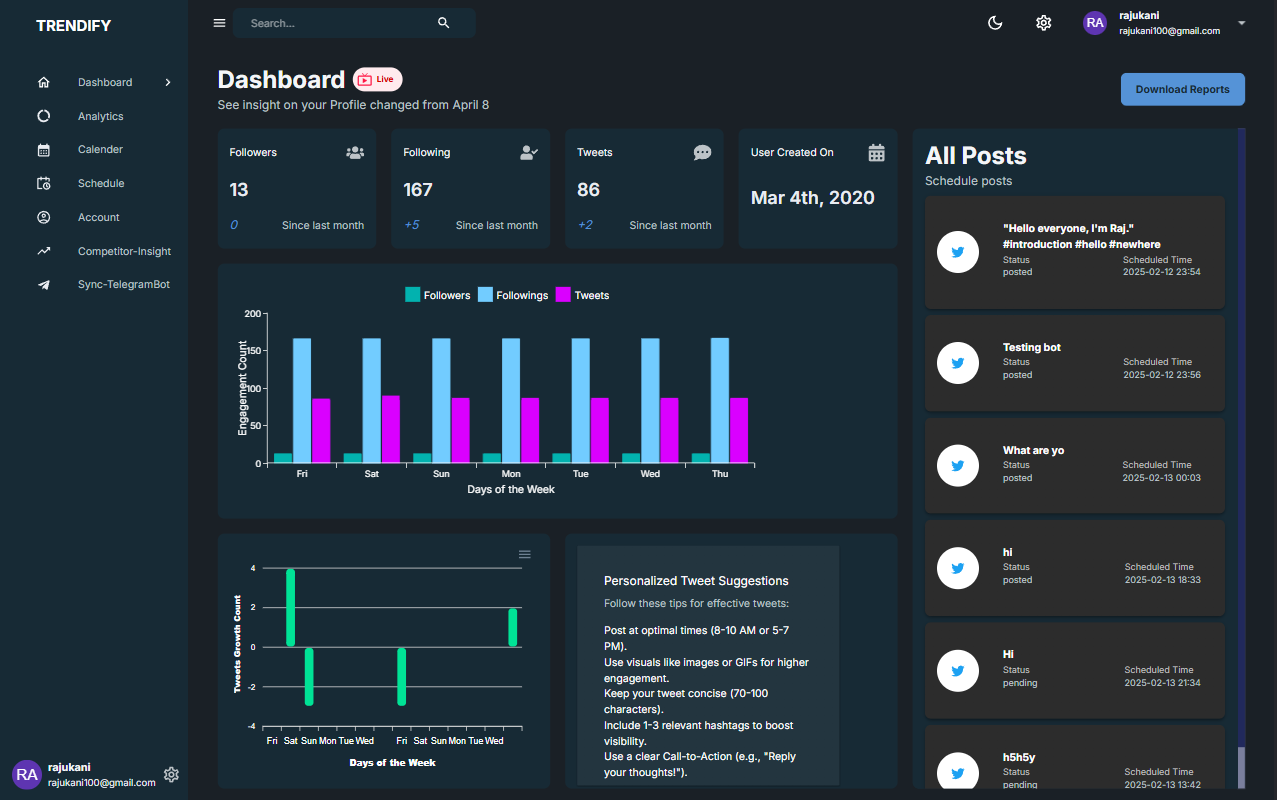 TRENDIFY
Dashboard
Analytics
Calender
Schedule
Account
Competitor-Insight
Sync-TelegramBot
RA
rajukani
rajukani100@gmail.com
Search...
RA
rajukani
rajukani100@gmail.com
Dashboard
Live
See insight on your Profile changed from April 8
Download Reports
Followers
13
0
Since last month
Following
167
+5
Since last month
Tweets
86
+2
Since last month
User Created On
Mar 4th, 2020
Followers Followings Tweets
Engagement Count
200
150
100
50
0
Fri Sat Sun Mon Tue Wed Thu
Days of the Week
Tweets Growth Count
4
2
0
-2
-4
Fri Sat Sun Mon Tue Wed Fri Sat Sun Mon Tue Wed
Days of the Week
Personalized Tweet Suggestions
Follow these tips for effective tweets:
Post at optimal times (8-10 AM or 5-7
PM).
Use visuals like images or GIFs for higher
engagement.
Keep your tweet concise (70-100
characters).
Include 1-3 relevant hashtags to boost
visibility.
Use a clear Call-to-Action (e.g., "Reply
your thoughts!").
All Posts
Schedule posts
"Hello everyone, I'm Raj."
#introduction #hello #newhere
Status Scheduled Time
posted 2025-02-12 23:54
Testing bot
Status Scheduled Time
posted 2025-02-12 23:56
What are yo
Status Scheduled Time
posted 2025-02-13 00:03
hi
Status Scheduled Time
posted 2025-02-13 18:33
Hi
Status Scheduled Time
pending 2025-02-13 21:34
h5h5y
Status Scheduled Time
pending 2025-02-13 13:42